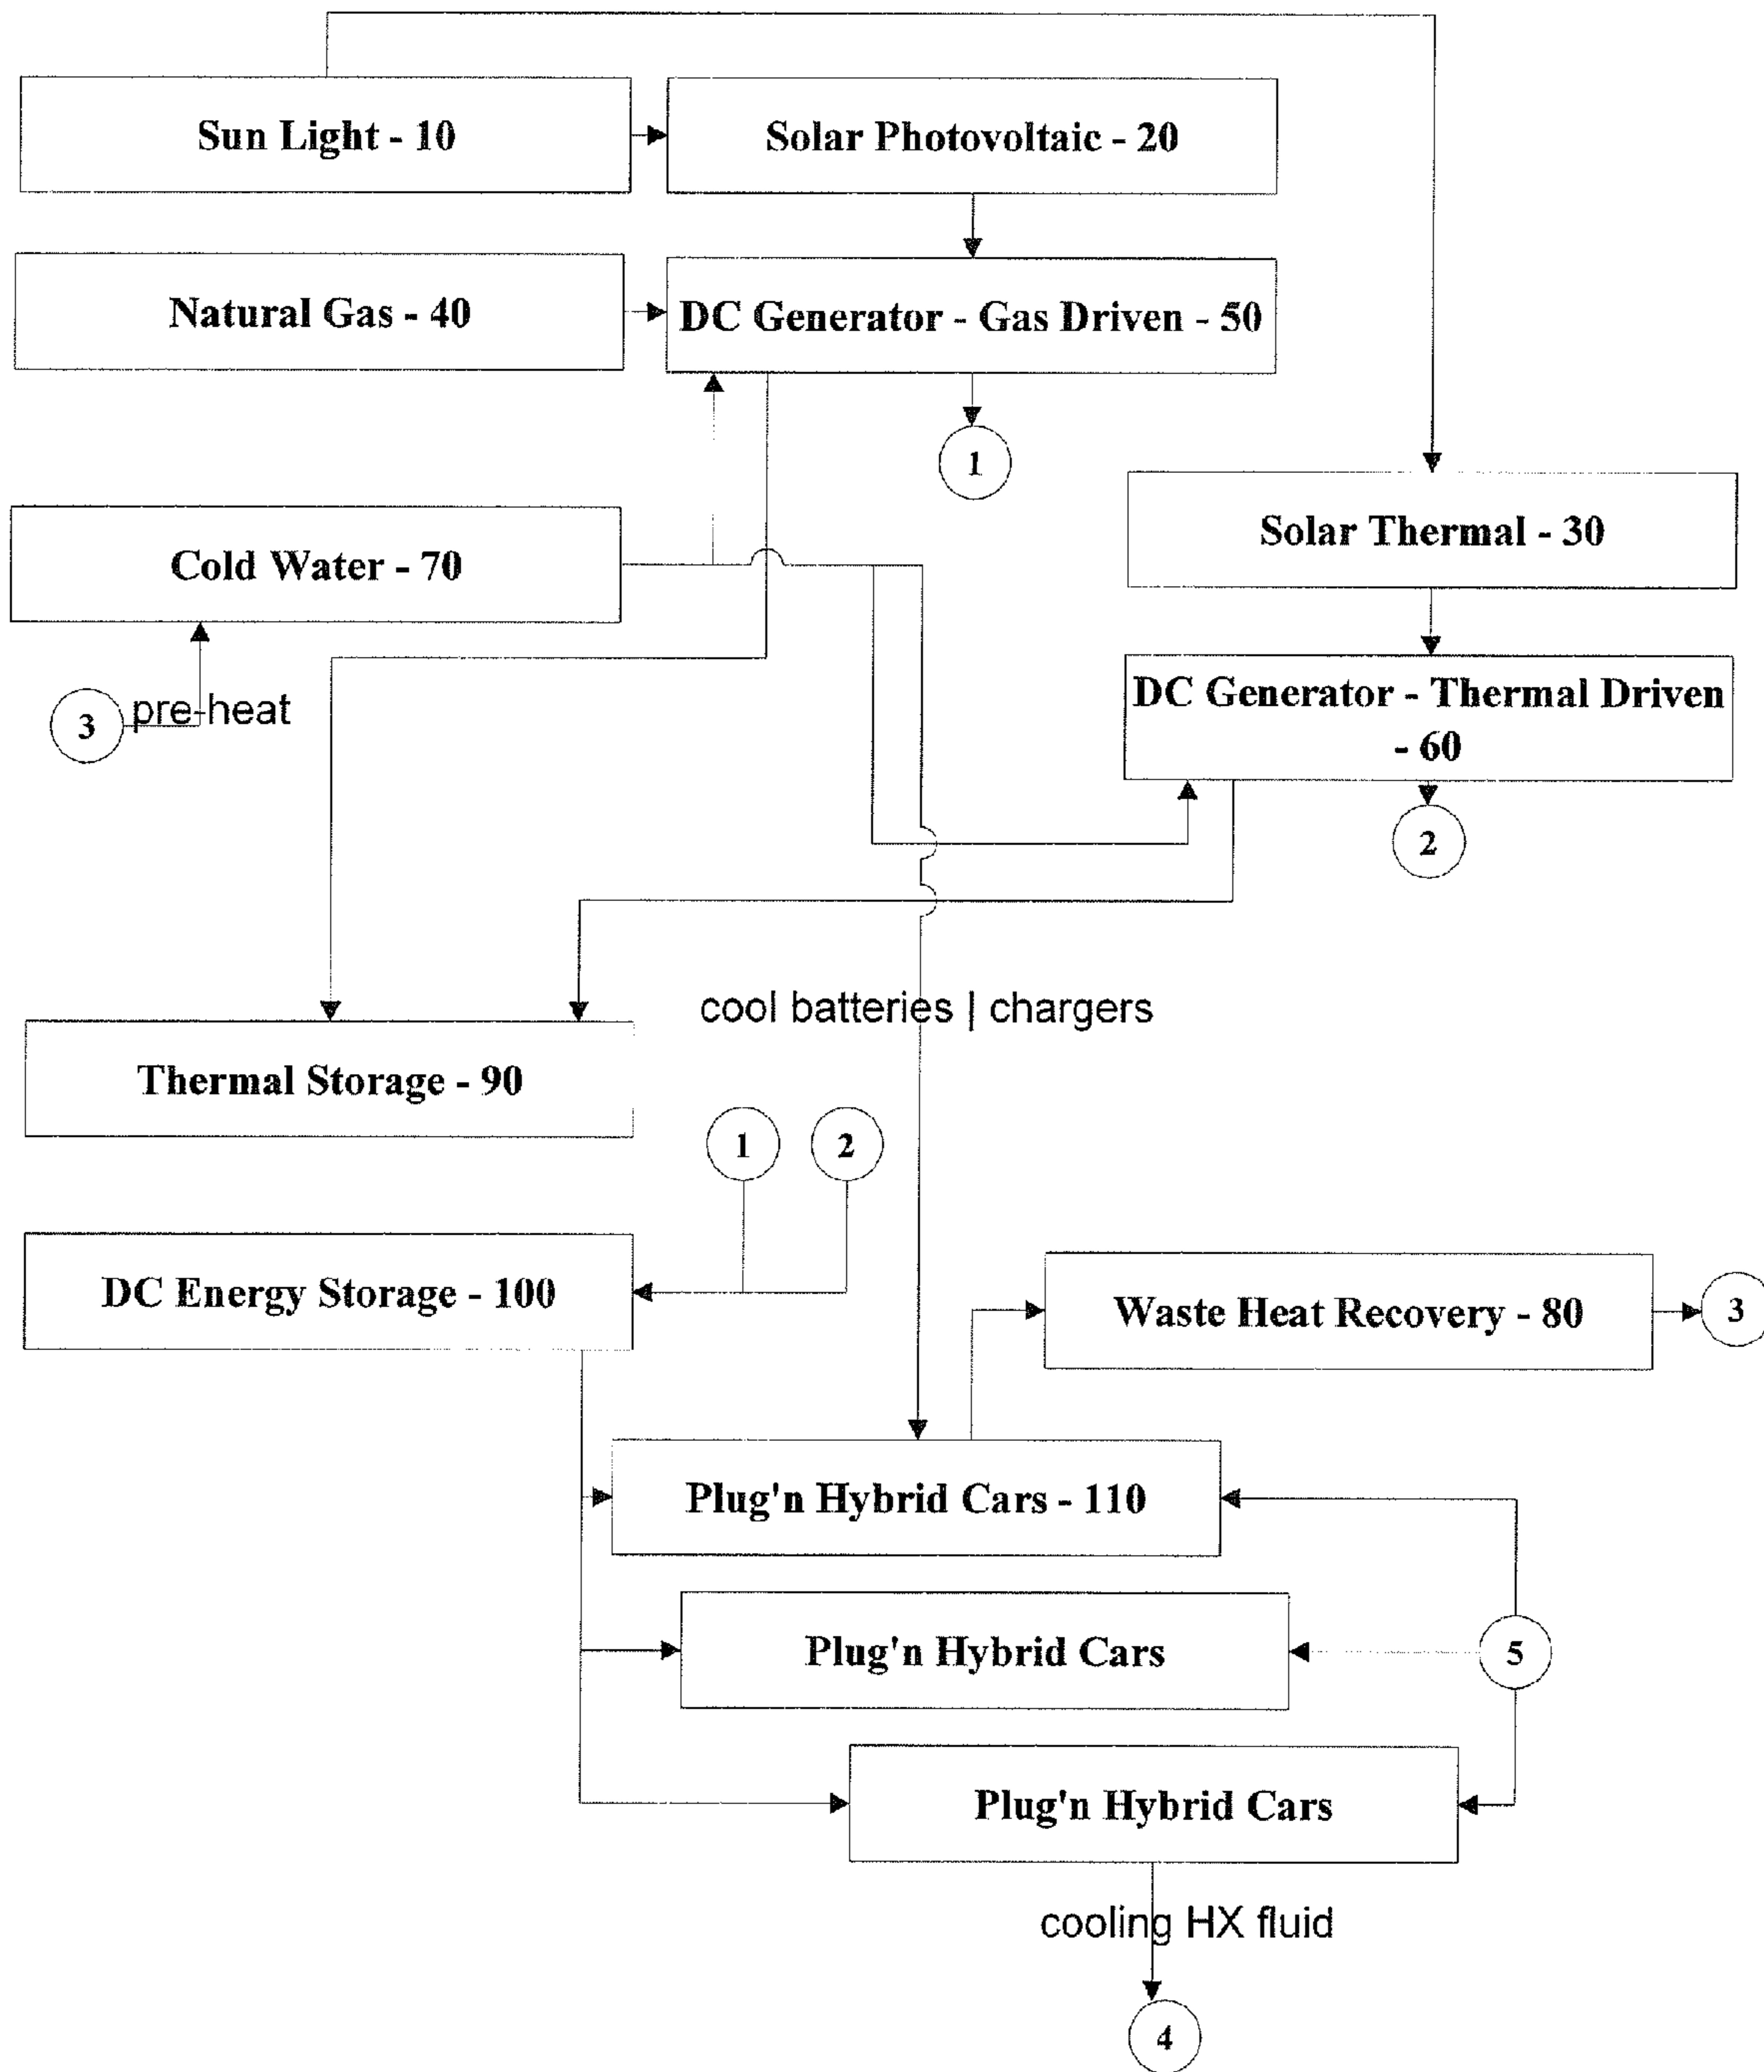 Sun Light - 10
Solar Photovoltaic - 20
Natural Gas - 40
DC Generator - Gas Driven - 50
1
Cold Water - 70
Solar Thermal - 30
3
pre-heat
DC Generator - Thermal Driven
- 60
2
cool batteries | chargers
Thermal Storage - 90
1
2
DC Energy Storage - 100
Waste Heat Recovery - 80
3
Plug'n Hybrid Cars - 110
Plug'n Hybrid Cars
5
Plug'n Hybrid Cars
cooling HX fluid
4